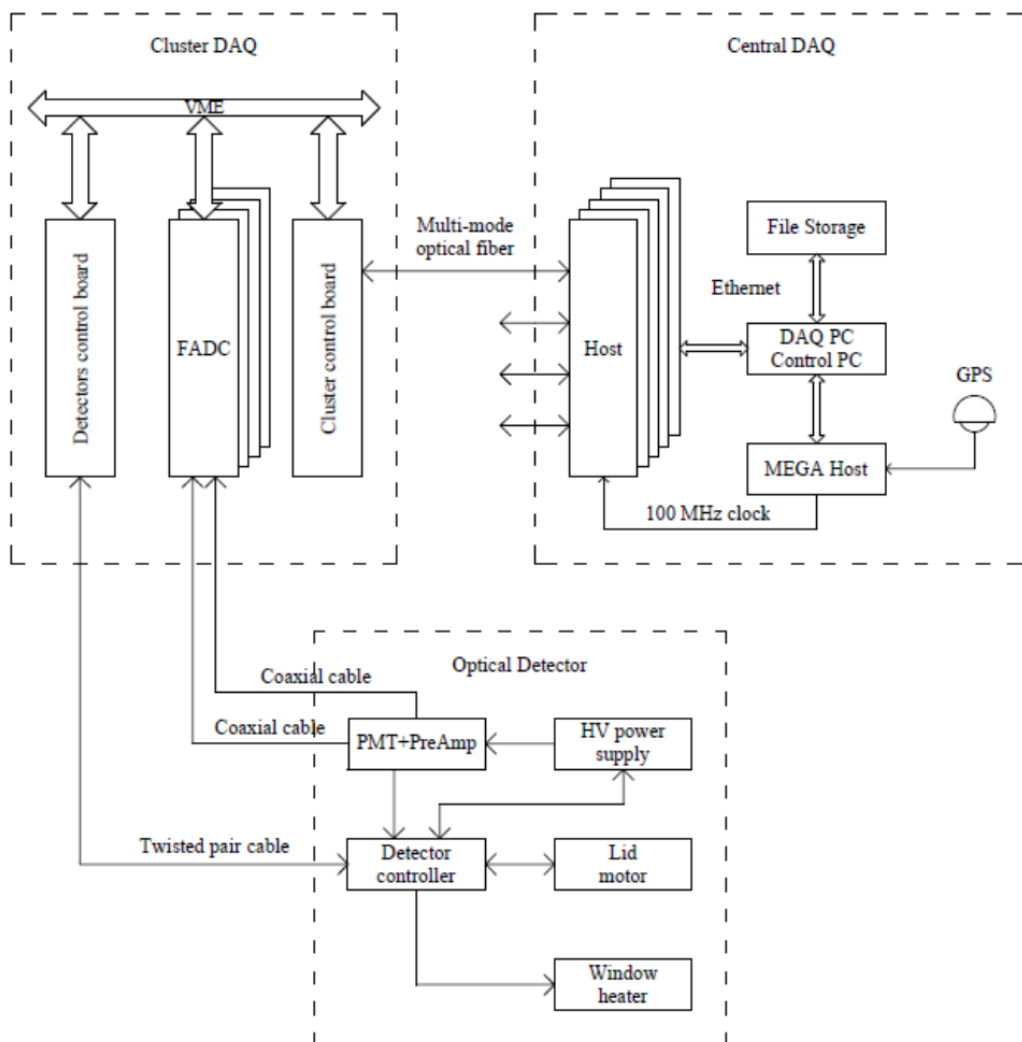 Cluster DAQ
VME
Detectors control board
FADC
Cluster control board
Multi-mode
optical fiber
Central DAQ
Host
File Storage
Ethernet
DAQ PC
Control PC
GPS
MEGA Host
100 MHz clock
Optical Detector
Coaxial cable
Coaxial cable
PMT+PreAmp
HV power
supply
Twisted pair cable
Detector
controller
Lid
motor
Window
heater